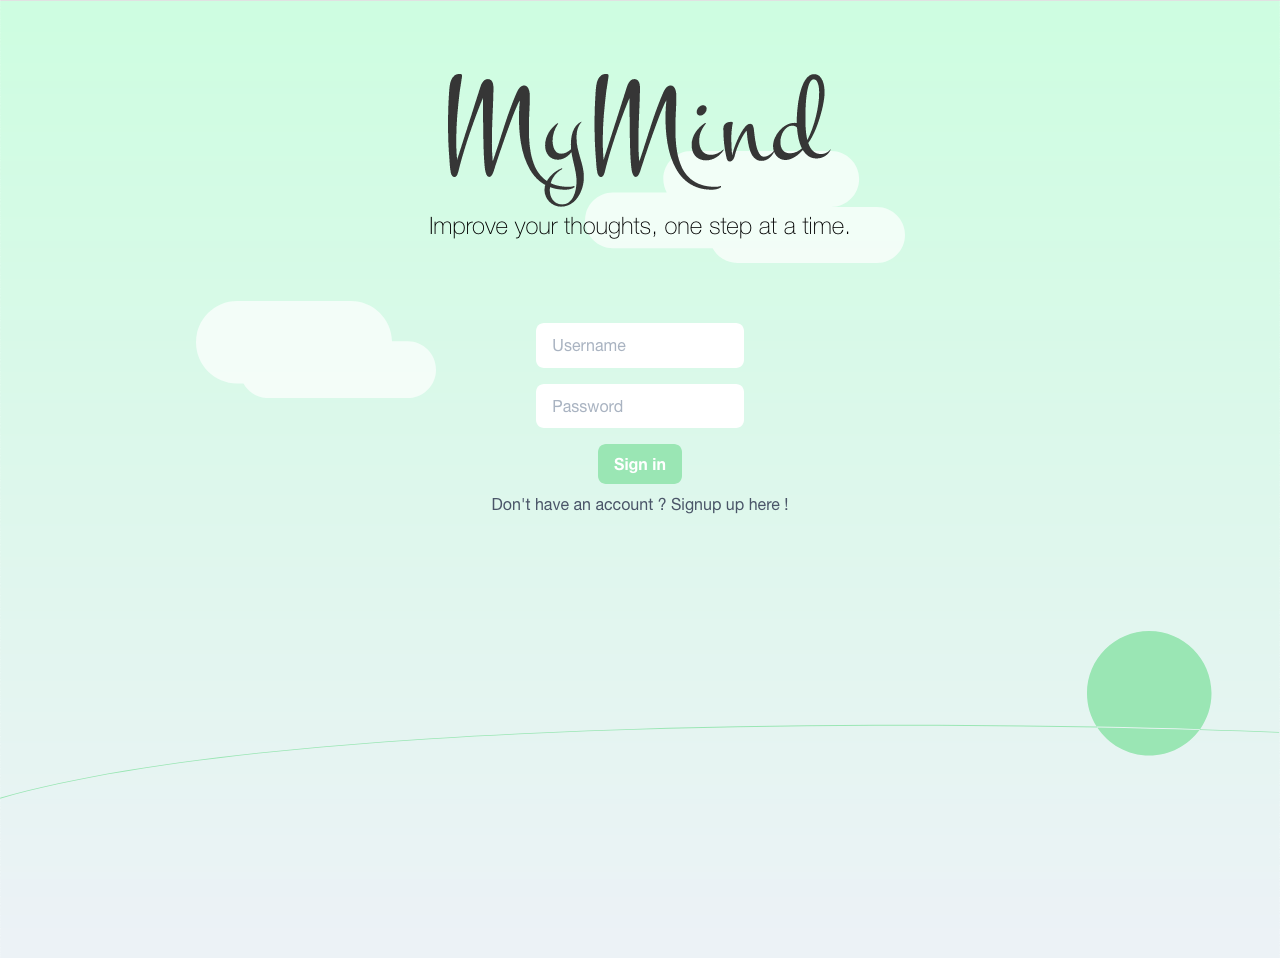 MyMind
Improve your thoughts, one step at a time.
Username
Password
Sign in
Don't have an account ? Signup up here !